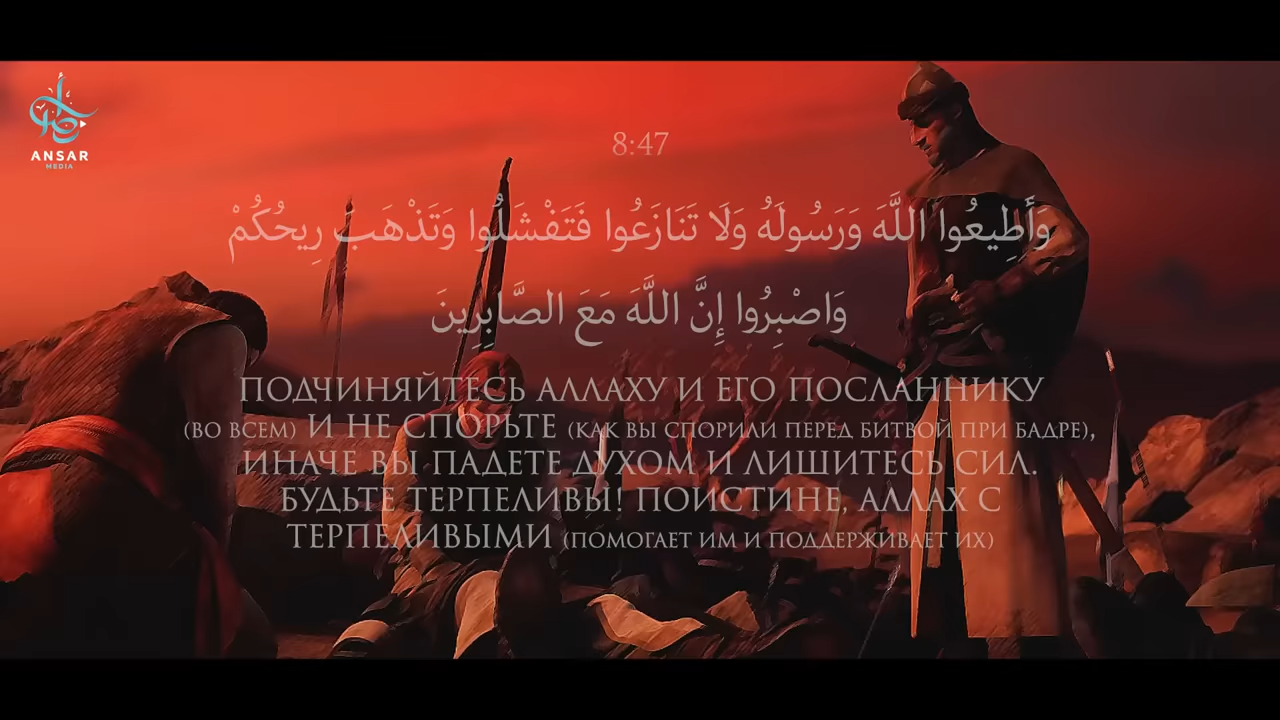 ANSAR
MEDIA
8:47
وَأَطِيعُوا اللَّهَ وَرَسُولَهُ وَلَا تَنَازَعُوا فَتَفْشَلُوا وَتَذْهَبَ رِيحُكُمْ
وَاصْبِرُوا إِنَّ اللَّهَ مَعَ الصَّابِرِينَ
ПОДЧИНЯЙТЕСЬ АЛЛАХУ И ЕГО ПОСЛАННИКУ
(ВО ВСЕМ) И НЕ СПОРЬТЕ (КАК ВЫ СПОРИЛИ ПЕРЕД БИТВОЙ ПРИ БАДРЕ),
ИНАЧЕ ВЫ ПАДЕТЕ ДУХОМ И ЛИШИТЕСЬ СИЛ.
БУДЬТЕ ТЕРПЕЛИВЫ! ПОИСТИНЕ, АЛЛАХ С
ТЕРПЕЛИВЫМИ (ПОМОГАЕТ ИМ И ПОДДЕРЖИВАЕТ ИХ)